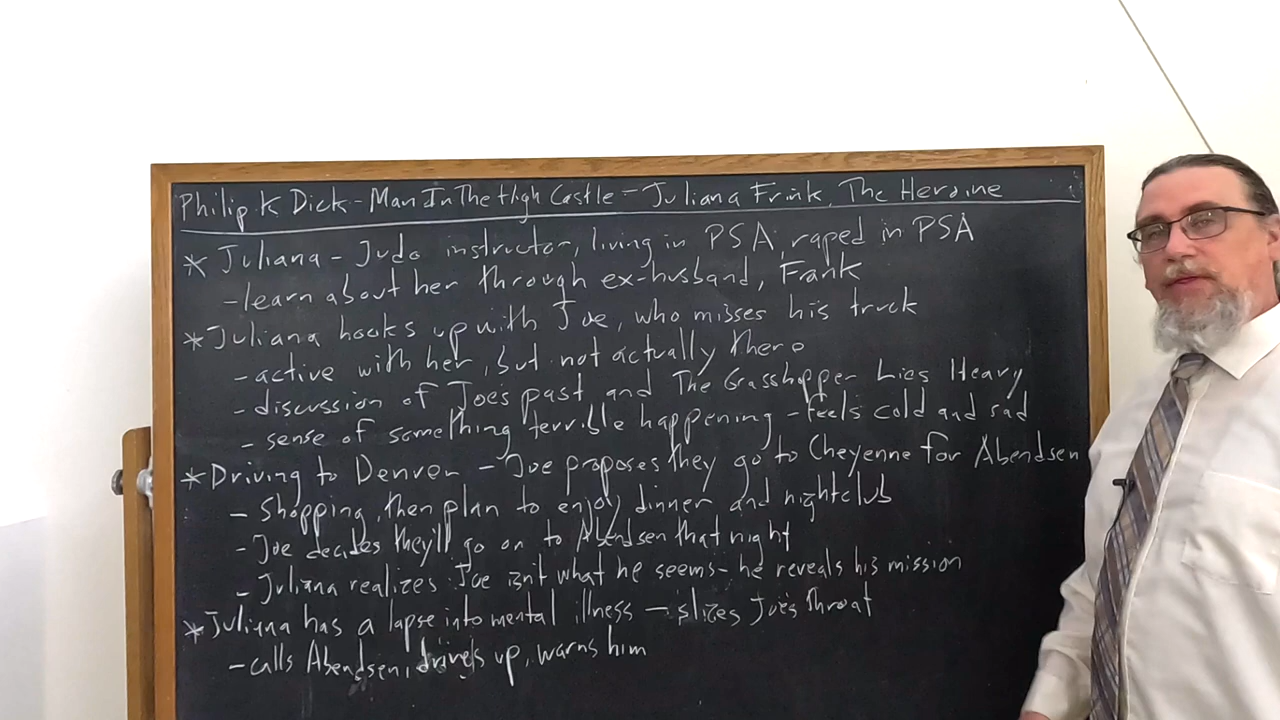 Philip K Dick - Man In The High Castle - Juliana Frink, The Heroine
* Juliana - Judo instructor, living in PSA, raped in PSA
- learn about her through ex-husband, Frank
* Juliana hooks up with Joe, who misses his truck
- active with her, but not actually there
- discussion of Joe's past and The Grasshopper Lies Heavy
- sense of something terrible happening - feels cold and sad
* Driving to Denver - Joe proposes they go to Cheyenne for Abendsen
- shopping, then plan to enjoy dinner and nightclub
- Joe decides they'll go on to Abendsen that night
- Juliana realizes Joe isn't what he seems - he reveals his mission
* Juliana has a lapse into mental illness - slices Joe's throat
- calls Abendsen, drives up, warns him